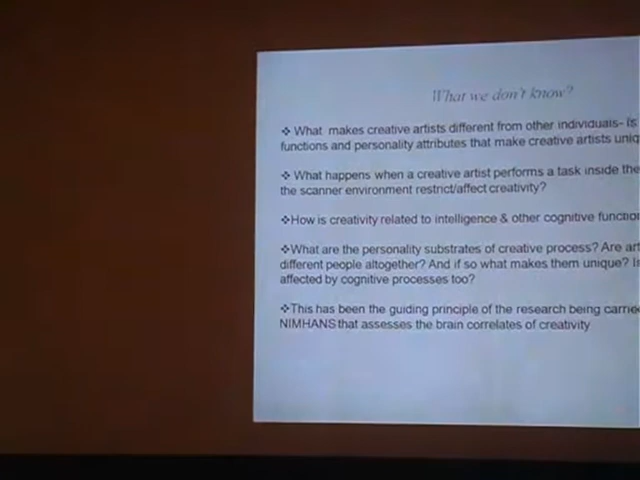 What we don't know?
❖ What makes creative artists different from other individuals- Is
functions and personality attributes that make creative artists uniq
❖ What happens when a creative artist performs a task inside the
the scanner environment restrict/affect creativity?
❖How is creativity related to intelligence & other cognitive function
❖What are the personality substrates of creative process? Are art
different people altogether? And if so what makes them unique? I
affected by cognitive processes too?
❖This has been the guiding principle of the research being carried
NIMHANS that assesses the brain correlates of creativity